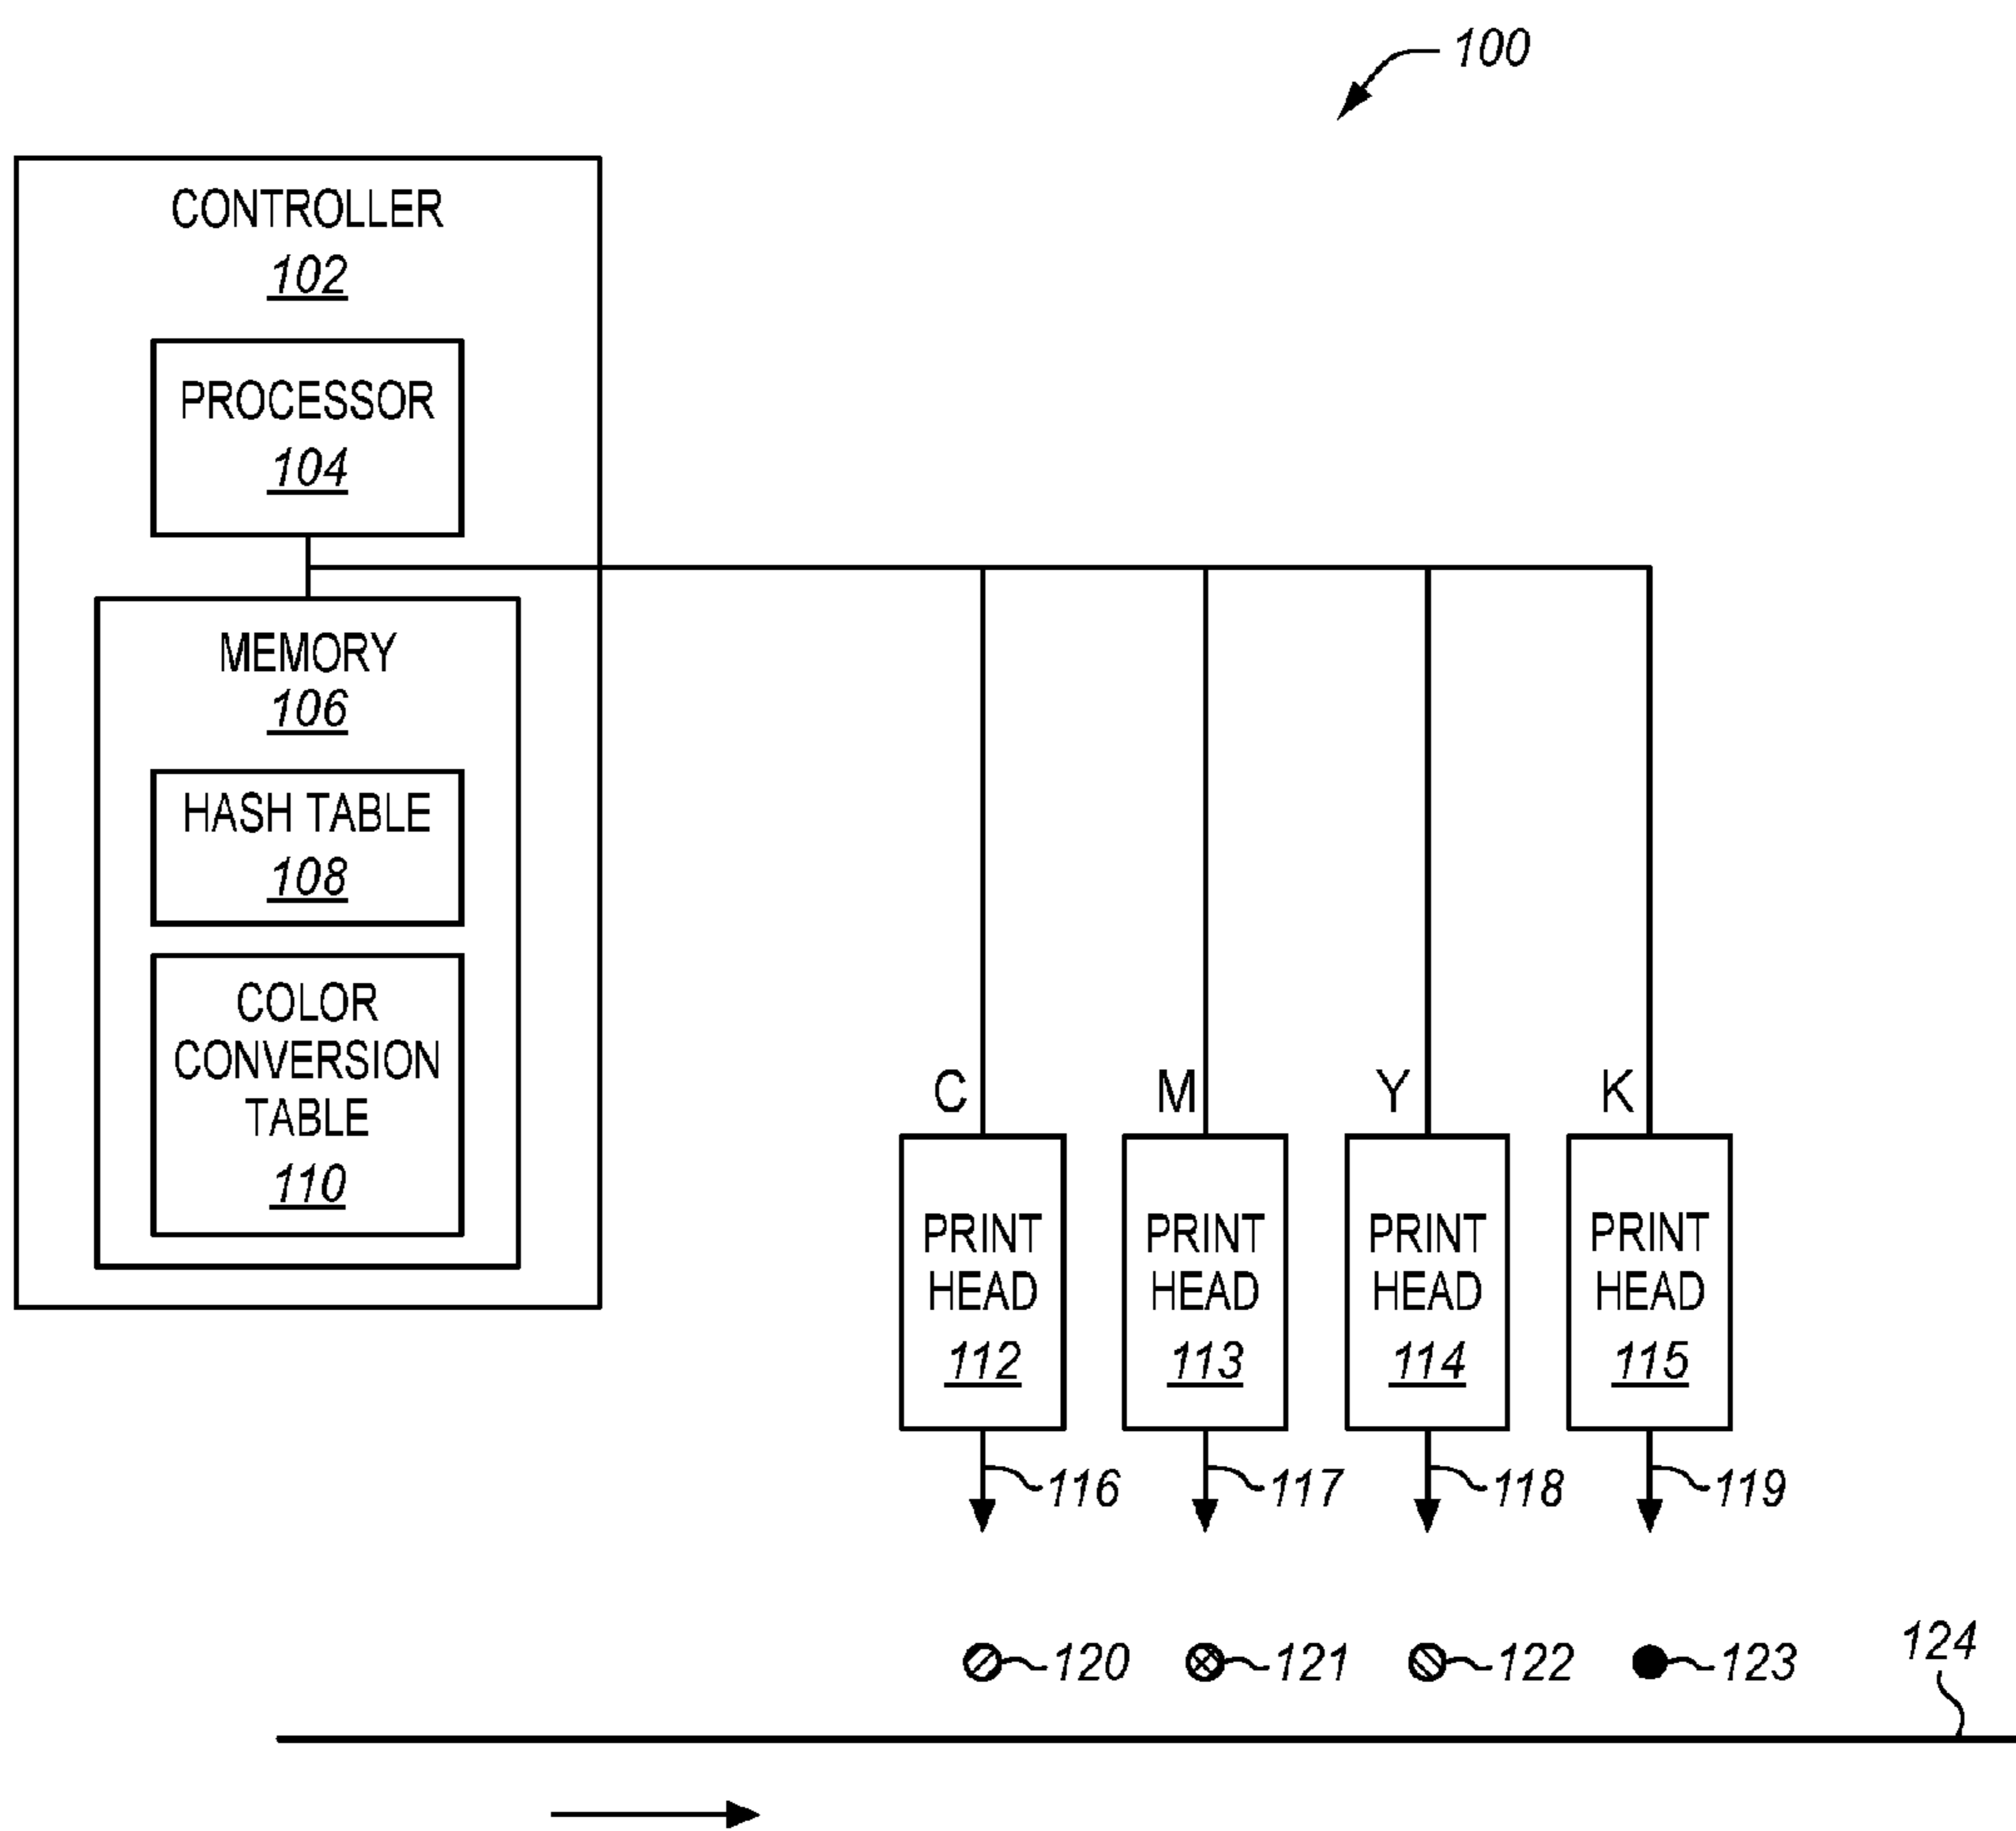 100
CONTROLLER
102
PROCESSOR
104
MEMORY
106
HASH TABLE
108
COLOR
CONVERSION
TABLE
110
C M Y K
PRINT HEAD 112
PRINT HEAD 113
PRINT HEAD 114
PRINT HEAD 115
116 117 118 119
120 121 122 123
124